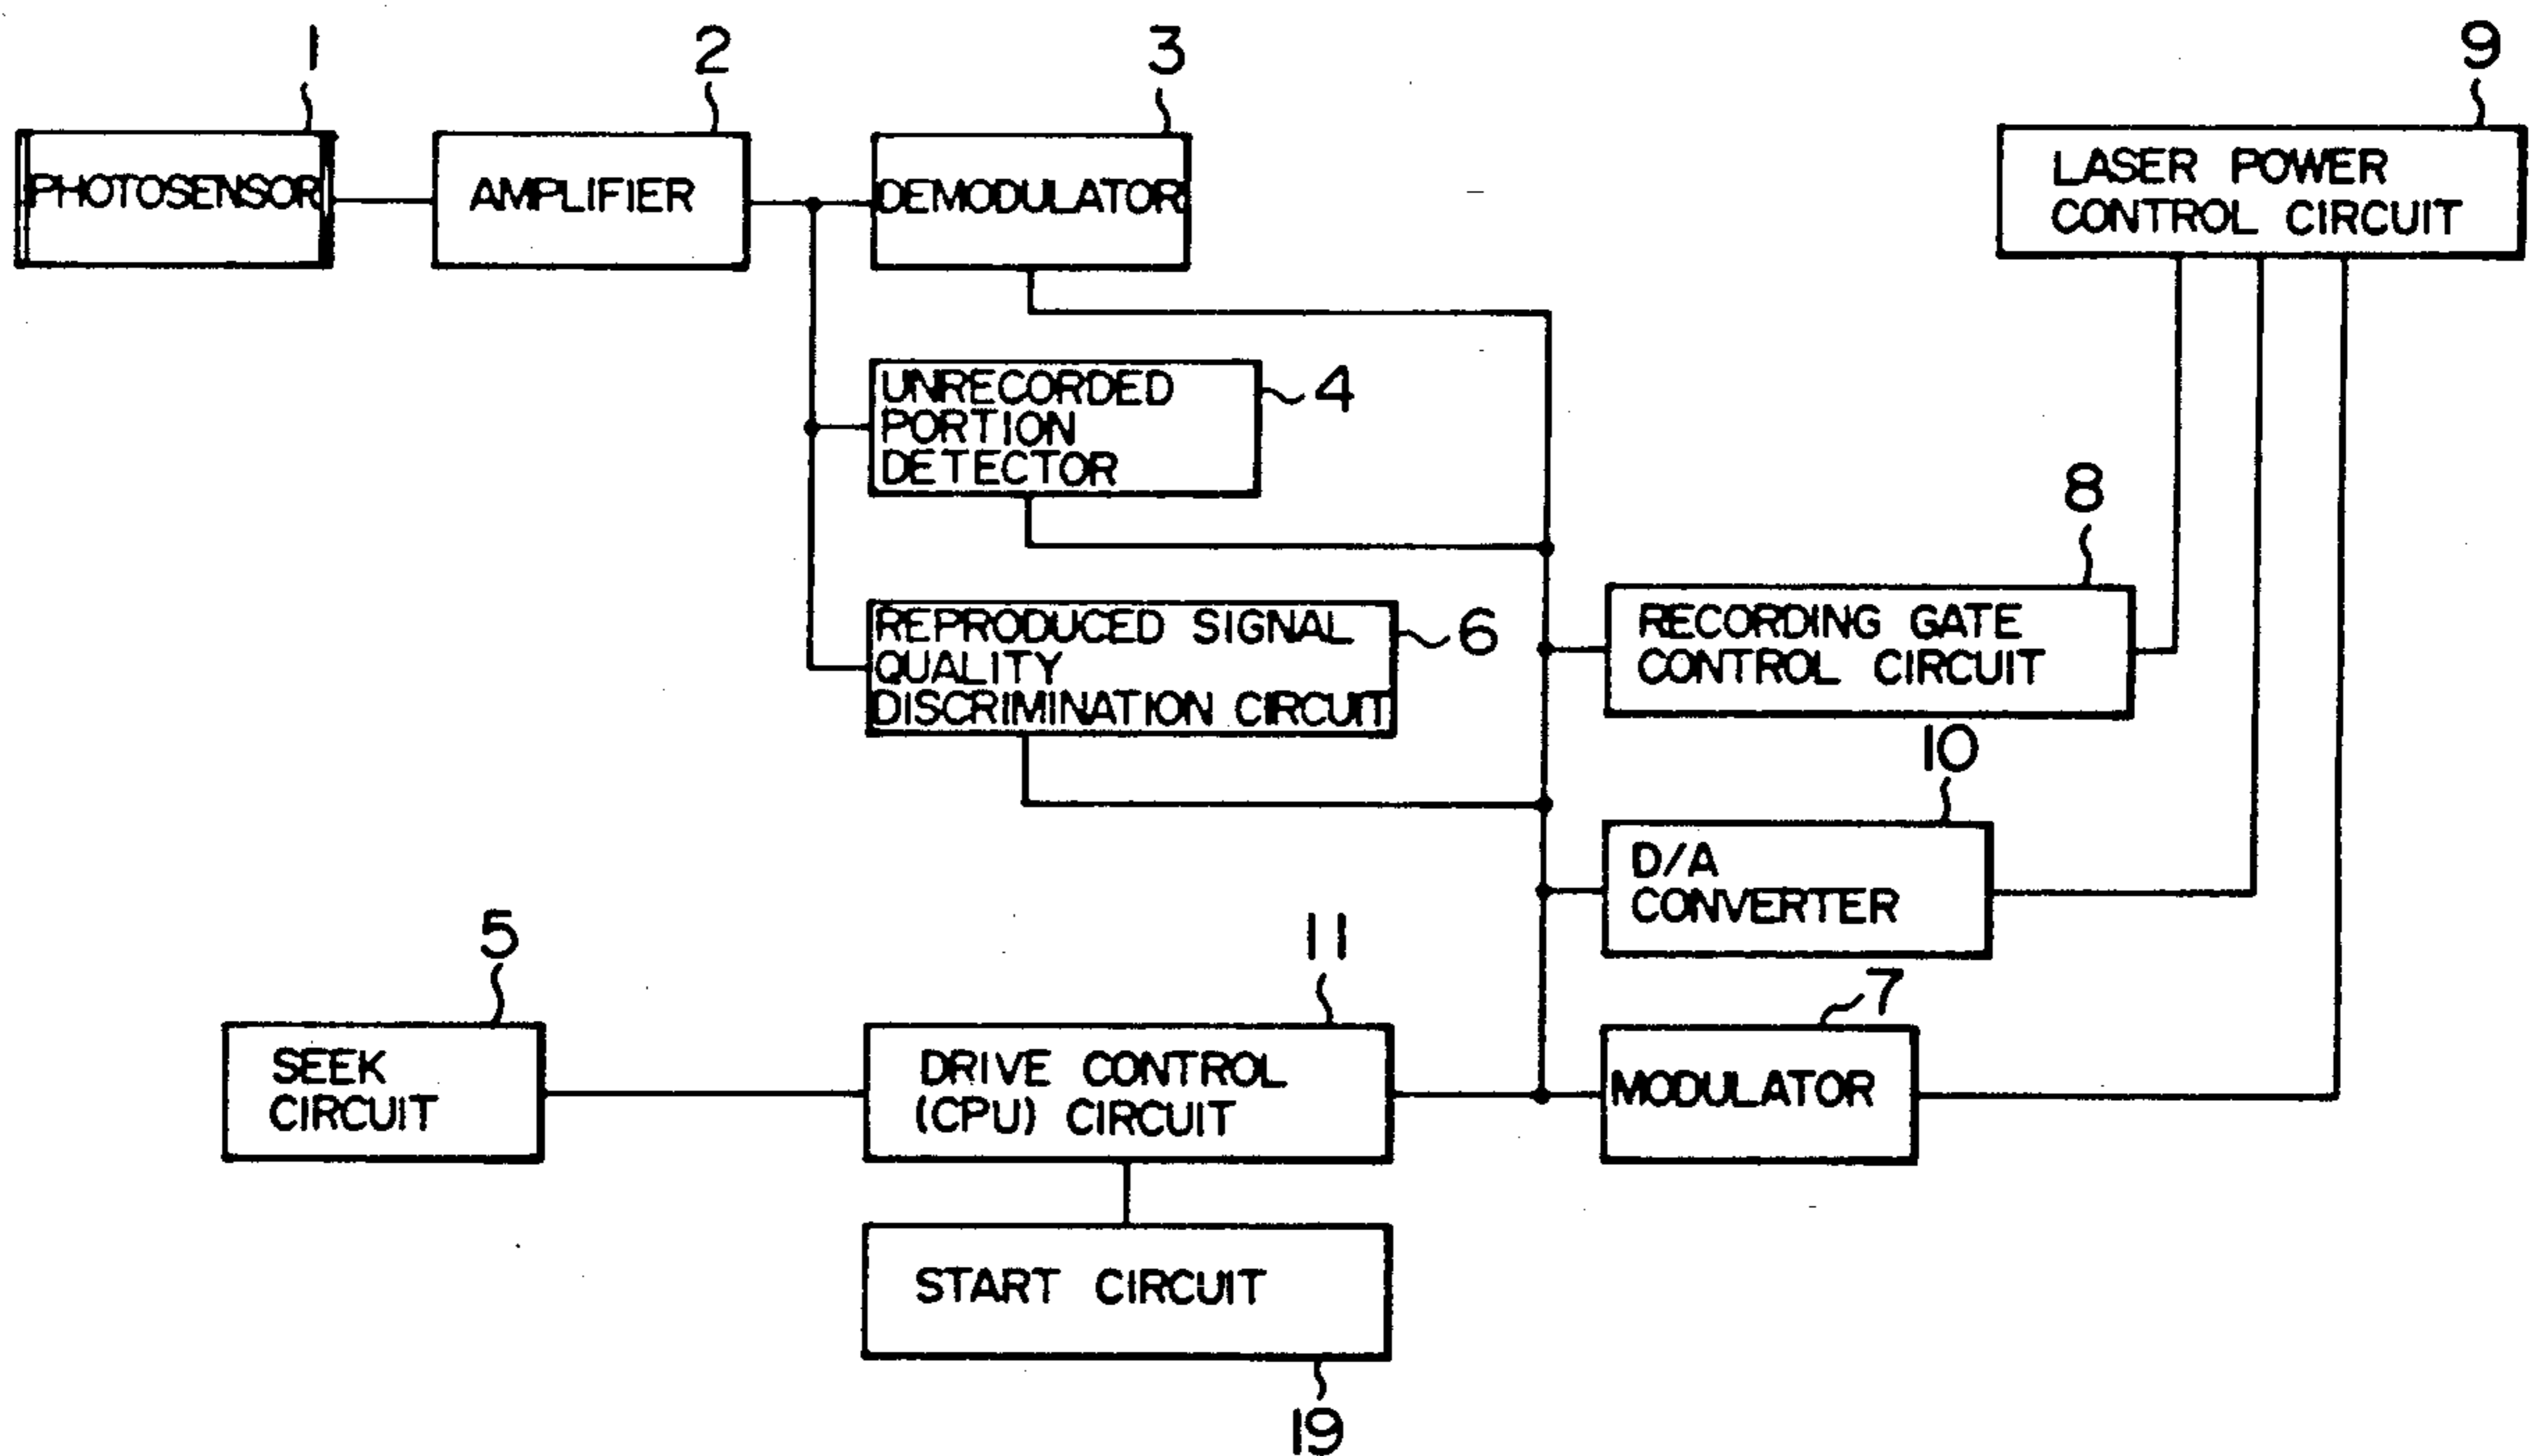 1
2
3
9
PHOTOSENSOR
AMPLIFIER
DEMODULATOR
LASER POWER
CONTROL CIRCUIT
UNRECORDED
PORTION
DETECTOR
4
8
REPRODUCED SIGNAL
QUALITY
DISCRIMINATION CIRCUIT
6
RECORDING GATE
CONTROL CIRCUIT
10
D/A
CONVERTER
5
11
7
SEEK
CIRCUIT
DRIVE CONTROL
(CPU) CIRCUIT
MODULATOR
START CIRCUIT
19